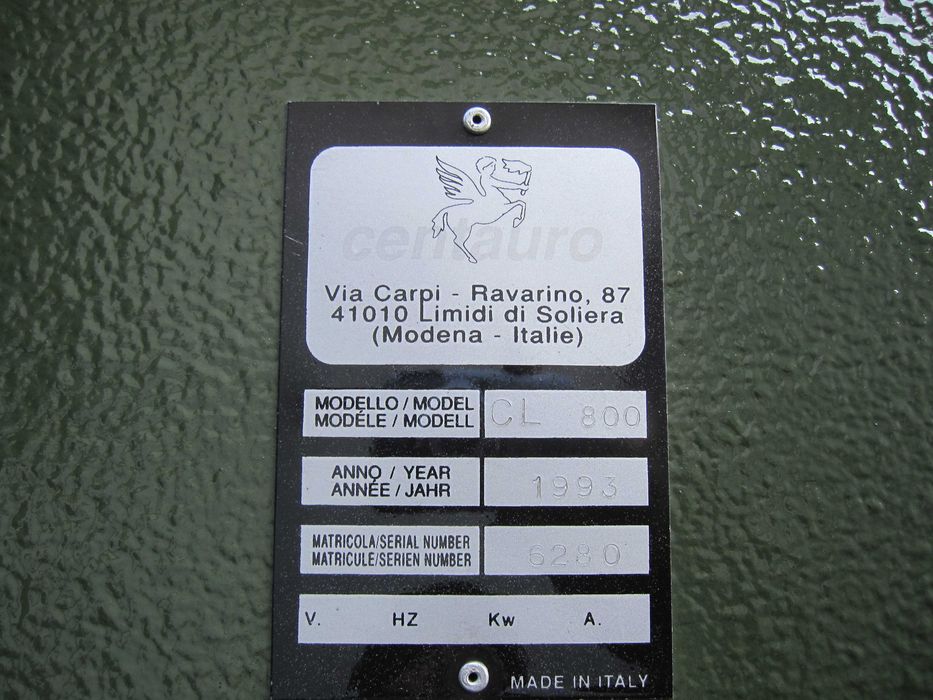 centauro
Via Carpi - Ravarino, 87
41010 Limidi di Soliera
(Modena - Italie)
MODELLO / MODEL
MODÉLE / MODELL
CL 800
ANNO / YEAR
ANNÉE / JAHR
1993
MATRICOLA/SERIAL NUMBER
MATRICULE/SERIEN NUMBER
6280
V. HZ Kw A.
MADE IN ITALY